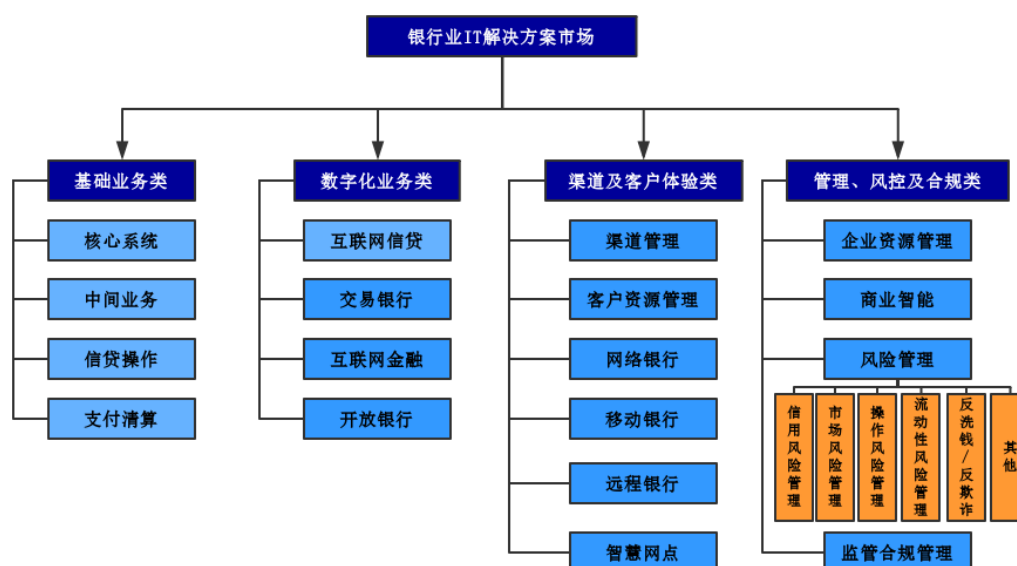 银行业IT解决方案市场
基础业务类
数字化业务类
渠道及客户体验类
管理、风控及合规类
核心系统
互联网信贷
渠道管理
企业资源管理
中间业务
交易银行
客户资源管理
商业智能
信贷操作
互联网金融
网络银行
风险管理
支付清算
开放银行
移动银行
信用风险管理
市场风险管理
操作风险管理
流动性风险管理
反洗钱/反欺诈
其他
远程银行
智慧网点
监管合规管理